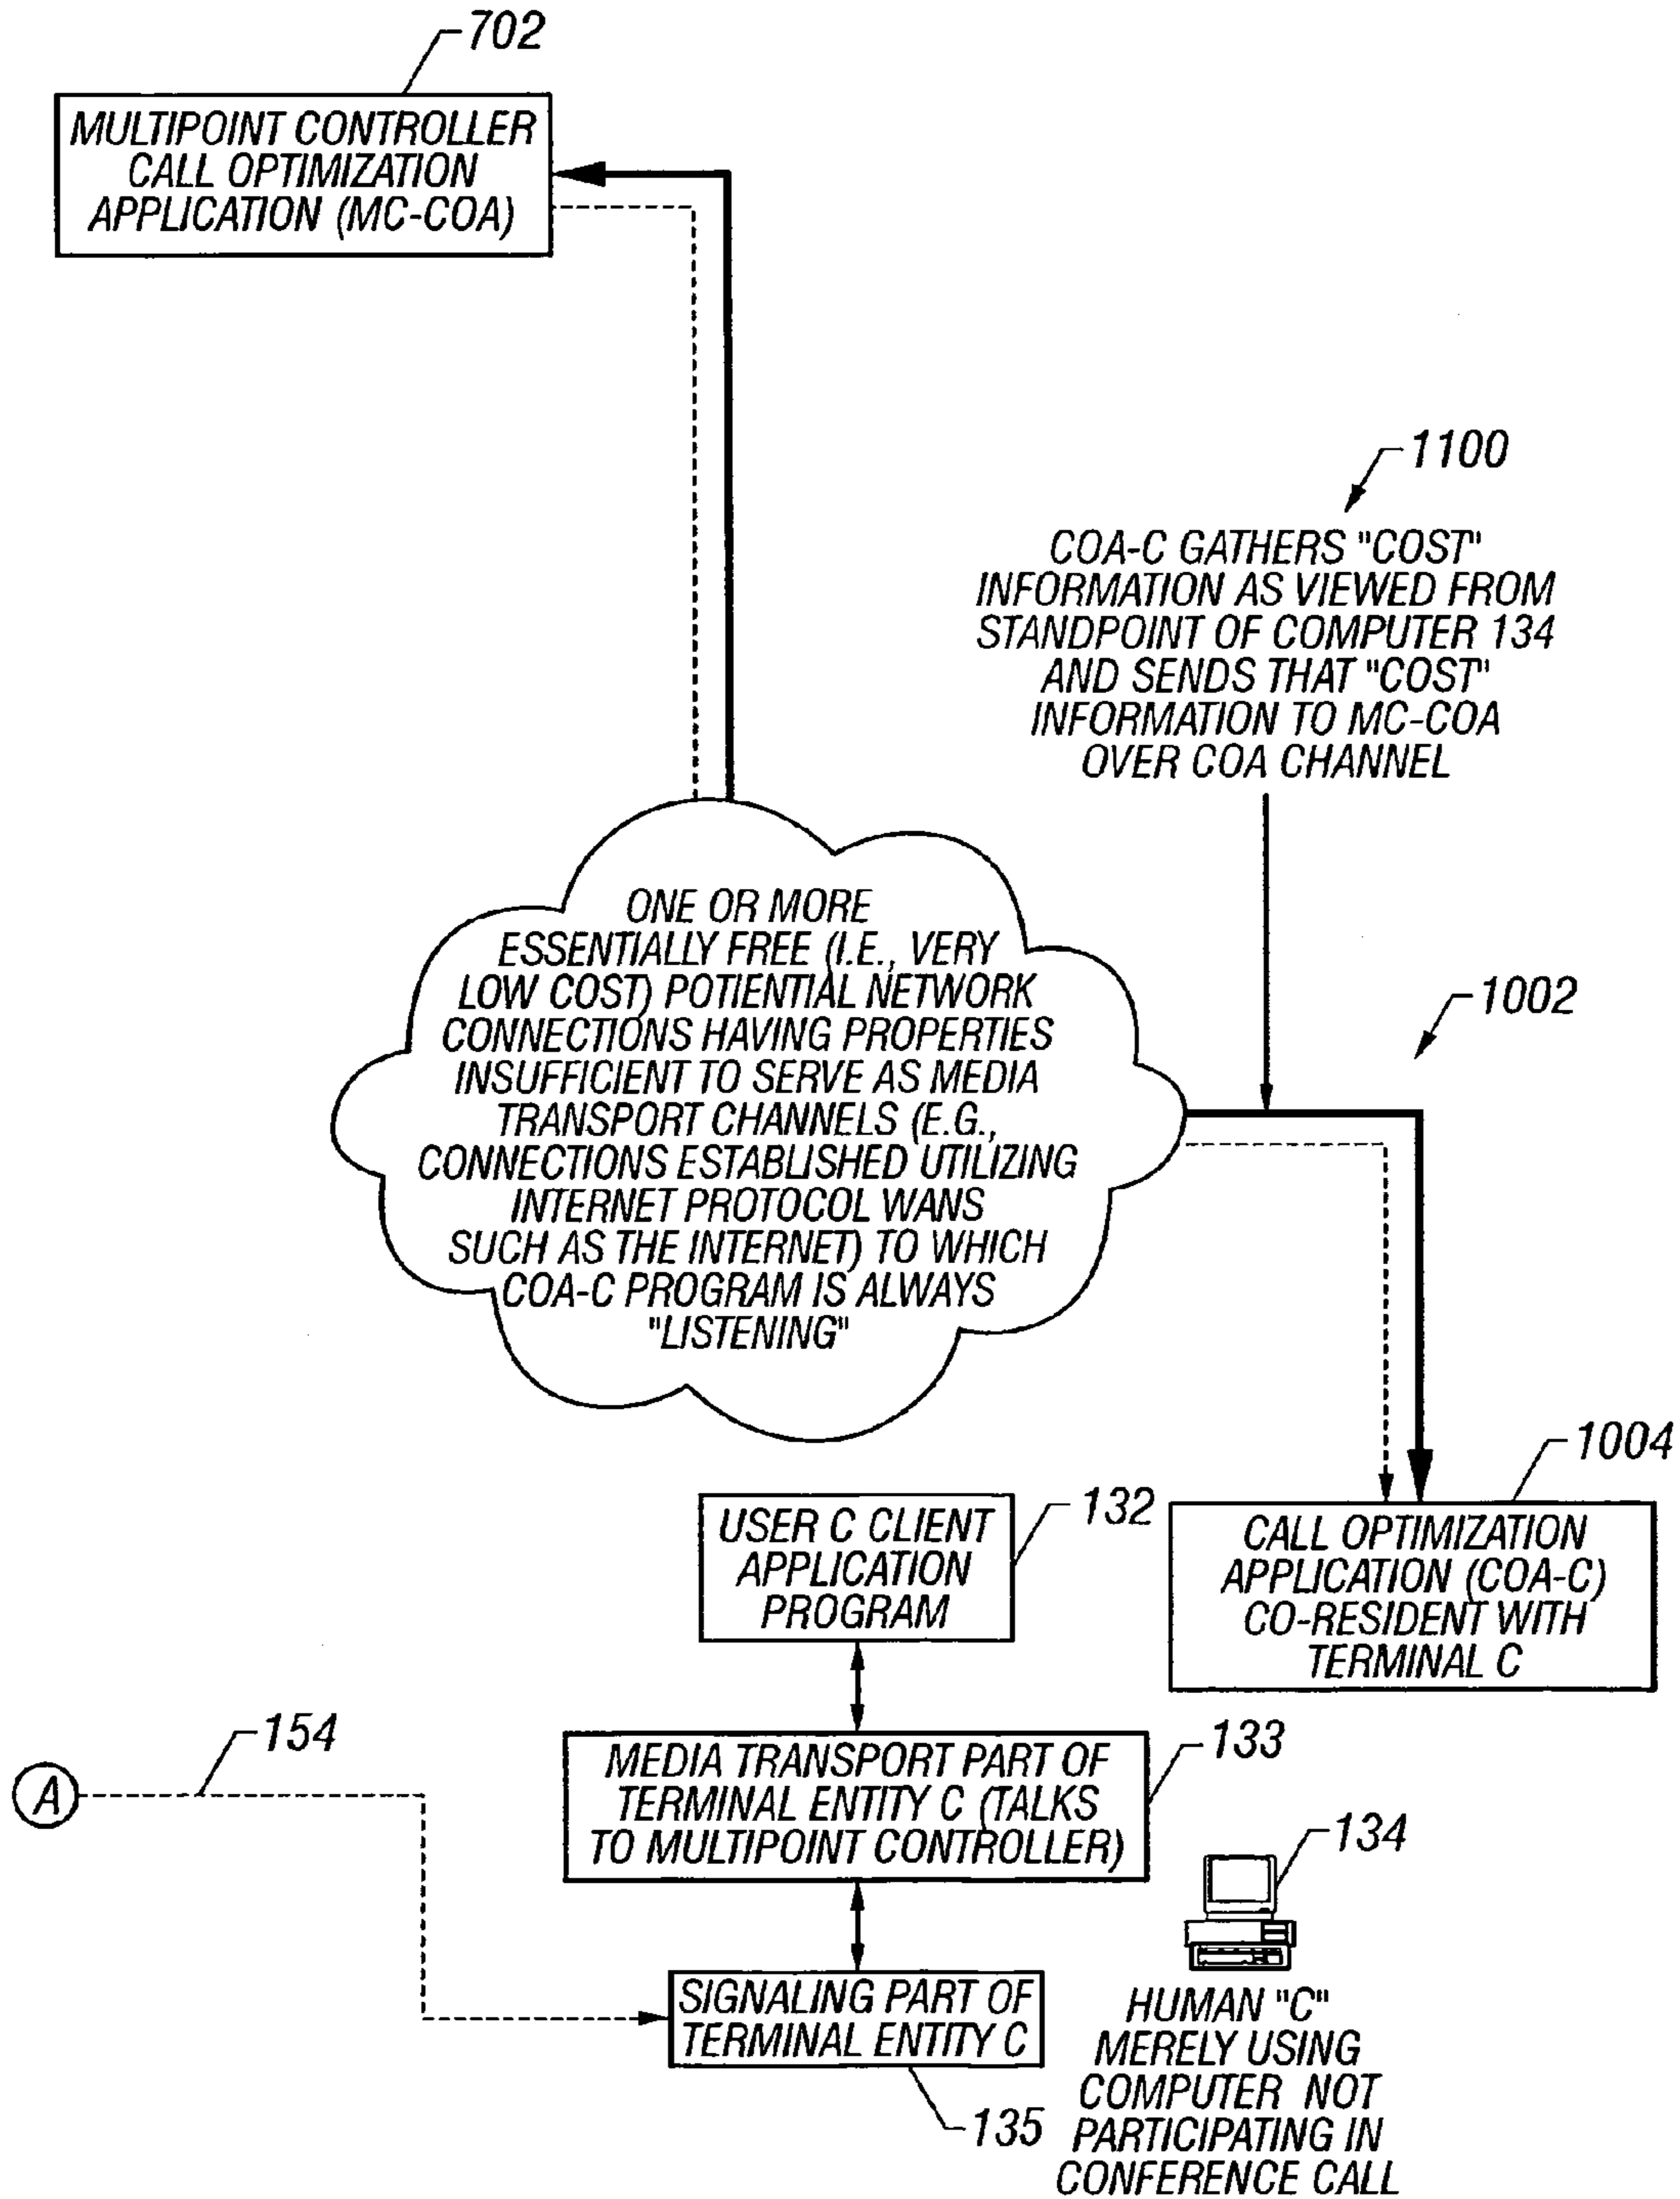 702
MULTIPOINT CONTROLLER
CALL OPTIMIZATION
APPLICATION (MC-COA)
1100
COA-C GATHERS "COST"
INFORMATION AS VIEWED FROM
STANDPOINT OF COMPUTER 134
AND SENDS THAT "COST"
INFORMATION TO MC-COA
OVER COA CHANNEL
ONE OR MORE
ESSENTIALLY FREE (I.E., VERY
LOW COST) POTIENTIAL NETWORK
CONNECTIONS HAVING PROPERTIES
INSUFFICIENT TO SERVE AS MEDIA
TRANSPORT CHANNELS (E.G.,
CONNECTIONS ESTABLISHED UTILIZING
INTERNET PROTOCOL WANS
SUCH AS THE INTERNET) TO WHICH
COA-C PROGRAM IS ALWAYS
"LISTENING"
1002
1004
CALL OPTIMIZATION
APPLICATION (COA-C)
CO-RESIDENT WITH
TERMINAL C
132
USER C CLIENT
APPLICATION
PROGRAM
154
A
133
MEDIA TRANSPORT PART OF
TERMINAL ENTITY C (TALKS
TO MULTIPOINT CONTROLLER)
134
SIGNALING PART OF
TERMINAL ENTITY C
135
HUMAN "C"
MERELY USING
COMPUTER NOT
PARTICIPATING IN
CONFERENCE CALL